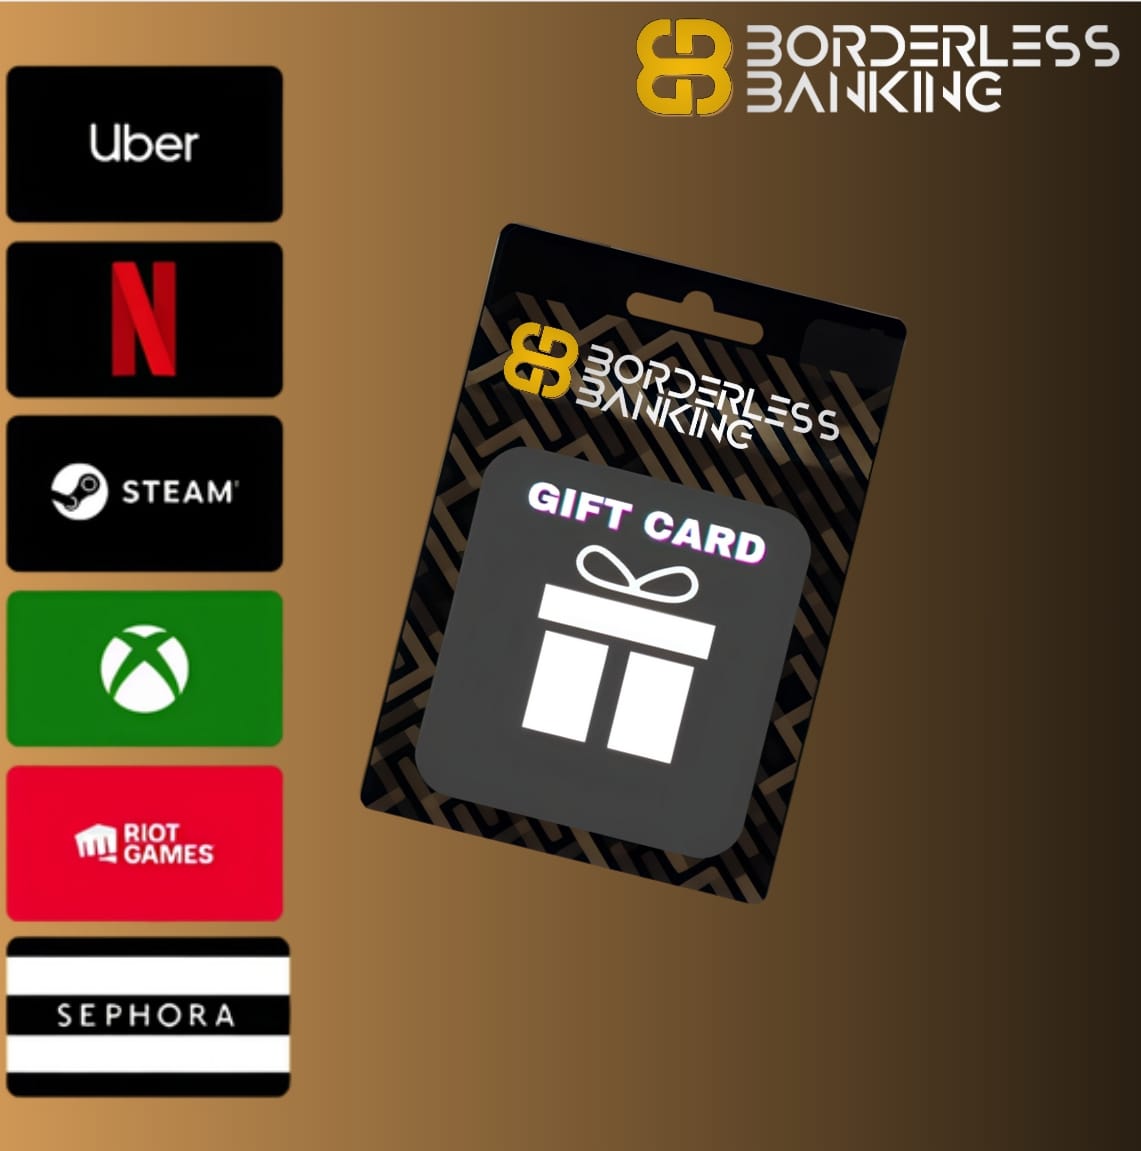 BORDERLESS
BANKING
Uber
N
STEAM
RIOT
GAMES
SEPHORA
BORDERLESS
BANKING
GIFT CARD